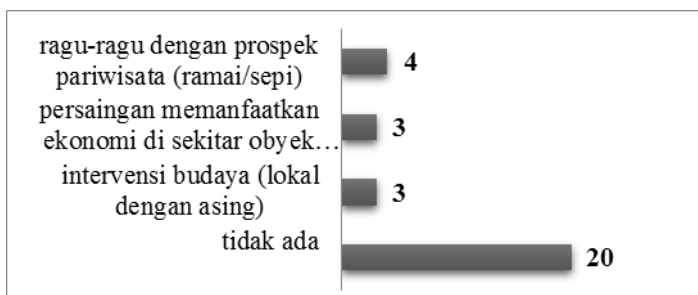 ragu-ragu dengan prospek
pariwisata (ramai/sepi)
4
persaingan memanfaatkan
ekonomi di sekitar obyek…
3
intervensi budaya (lokal
dengan asing)
3
tidak ada
20